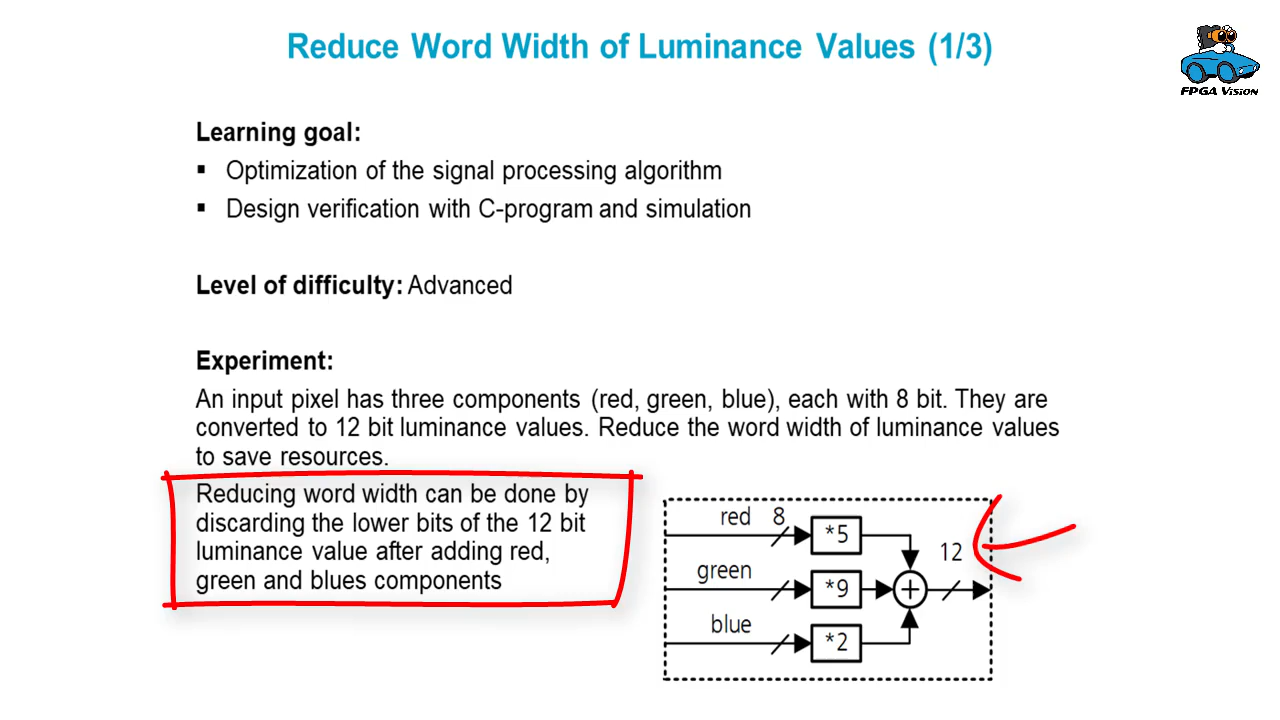 Reduce Word Width of Luminance Values (1/3)
FPGA Vision
Learning goal:
▪ Optimization of the signal processing algorithm
▪ Design verification with C-program and simulation
Level of difficulty: Advanced
Experiment:
An input pixel has three components (red, green, blue), each with 8 bit. They are
converted to 12 bit luminance values. Reduce the word width of luminance values
to save resources.
Reducing word width can be done by
discarding the lower bits of the 12 bit
luminance value after adding red,
green and blues components
red 8 *5
12
green *9 +
blue *2